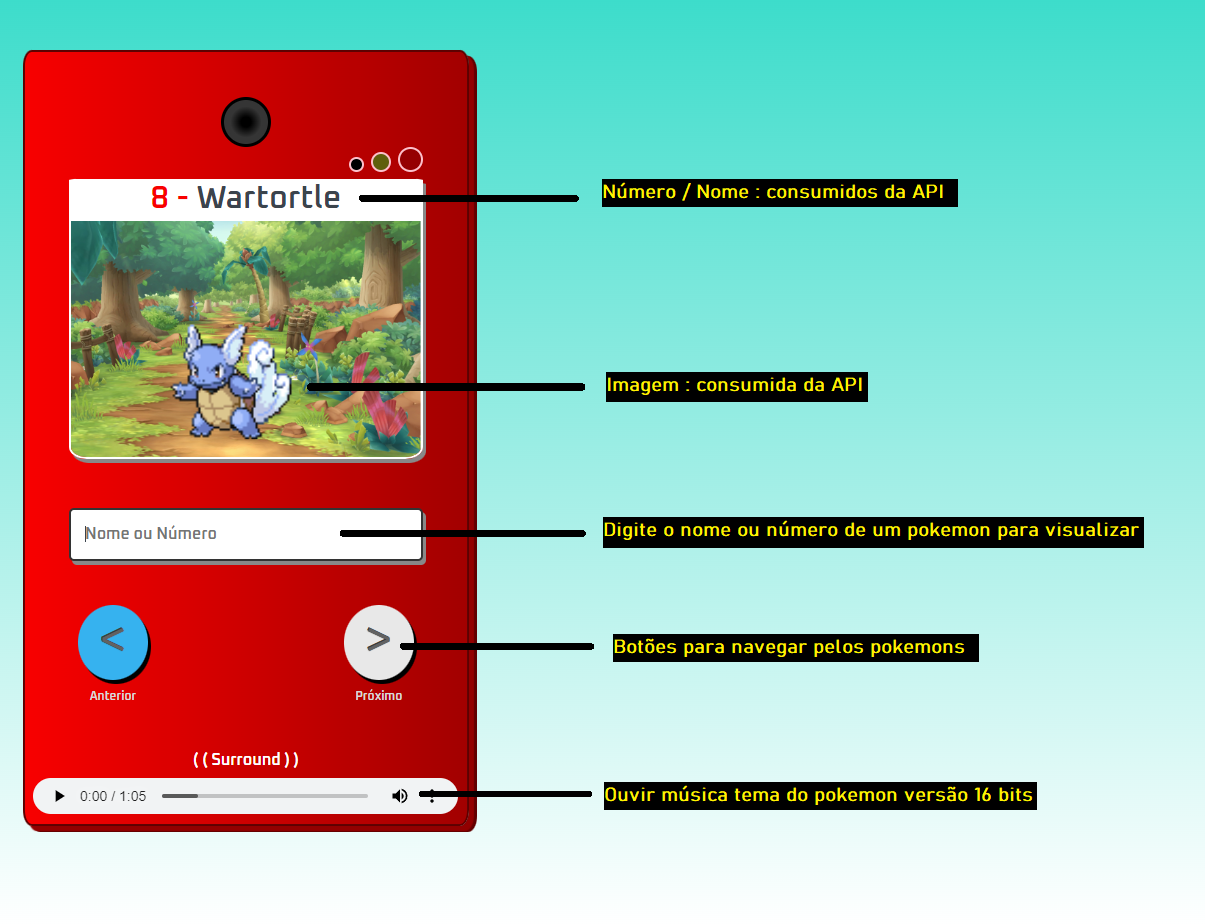 8 - Wartortle
Número / Nome : consumidos da API
Imagem : consumida da API
Nome ou Número
Digite o nome ou número de um pokemon para visualizar
< >
Botões para navegar pelos pokemons
Anterior Próximo
((Surround))
0:00 / 1:05
Ouvir música tema do pokemon versão 16 bits